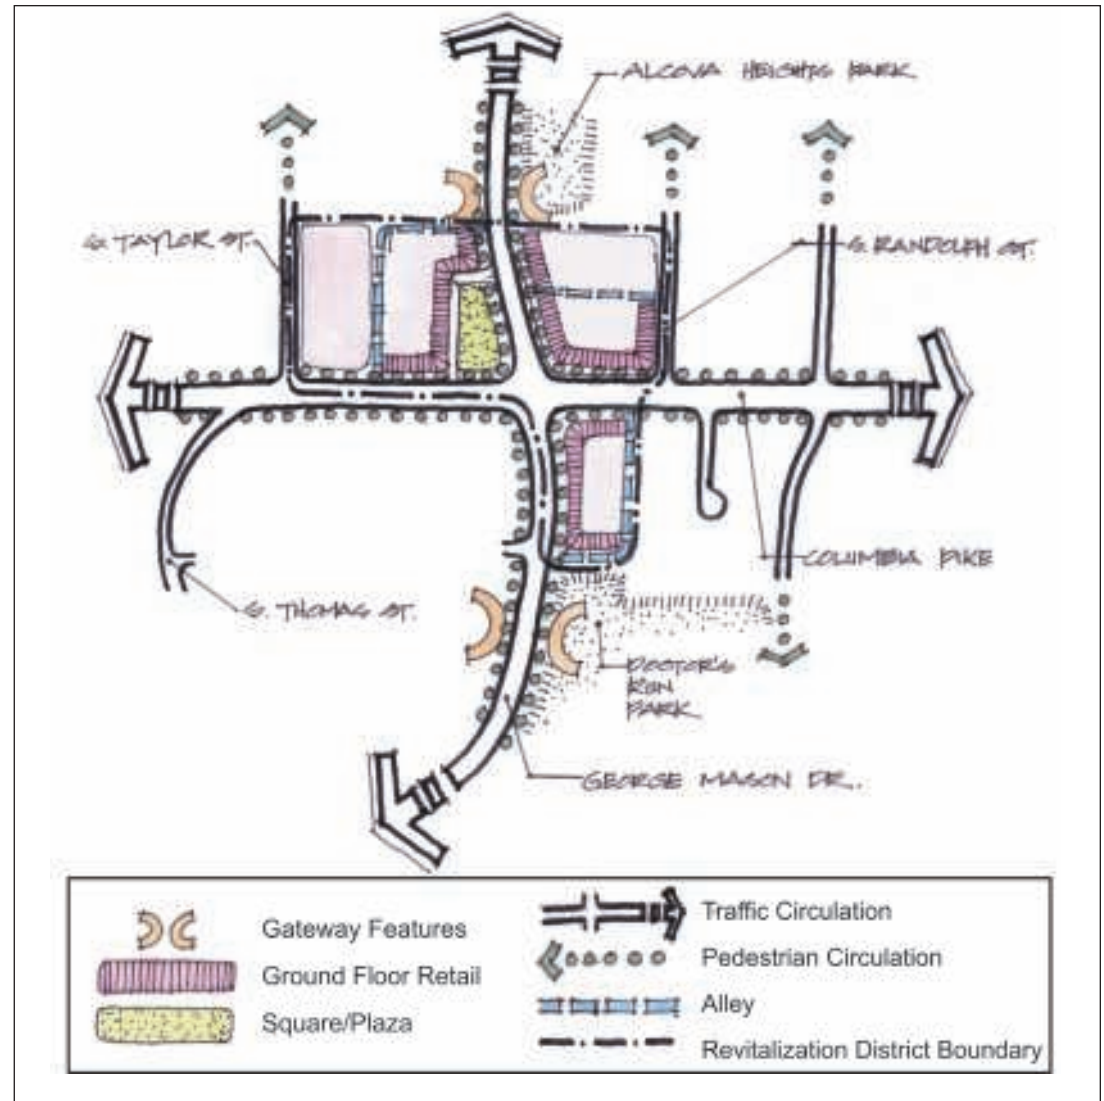 ALCOVA HEIGHTS PARK
S. TAYLOR ST.
S. RANDOLPH ST.
COLUMBIA PIKE
S. THOMAS ST.
DOCTOR'S
RUN
PARK
GEORGE MASON DR.
Gateway Features
Ground Floor Retail
Square/Plaza
Traffic Circulation
Pedestrian Circulation
Alley
Revitalization District Boundary